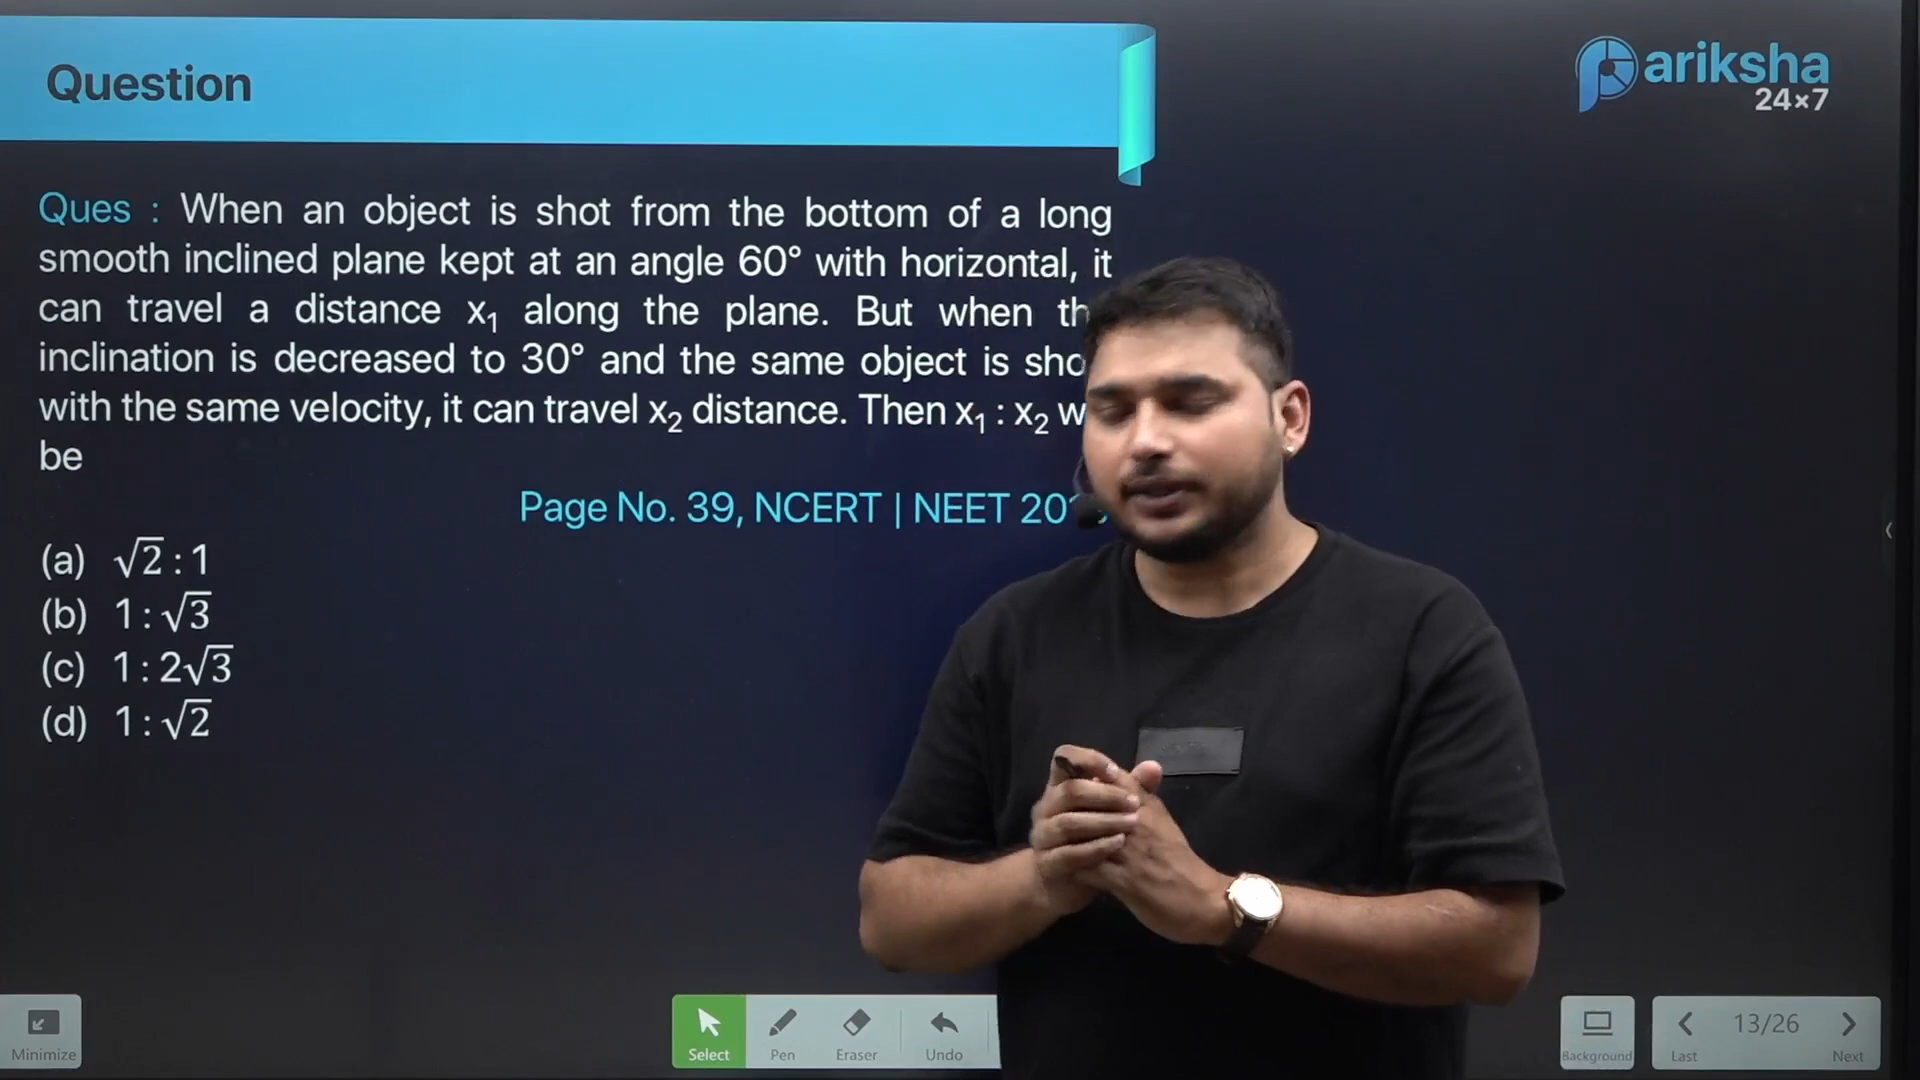 Question
Pariksha
24×7
Ques : When an object is shot from the bottom of a long
smooth inclined plane kept at an angle 60° with horizontal, it
can travel a distance x₁ along the plane. But when
inclination is decreased to 30° and the same object is
with the same velocity, it can travel x₂ distance. Then x₁ : x₂
be
Page No. 39, NCERT | NEET
(a) √2 : 1
(b) 1 : √3
(c) 1 : 2√3
(d) 1 : √2
Minimize
Select
Pen
Eraser
Undo
Background
Last
13/26
Next